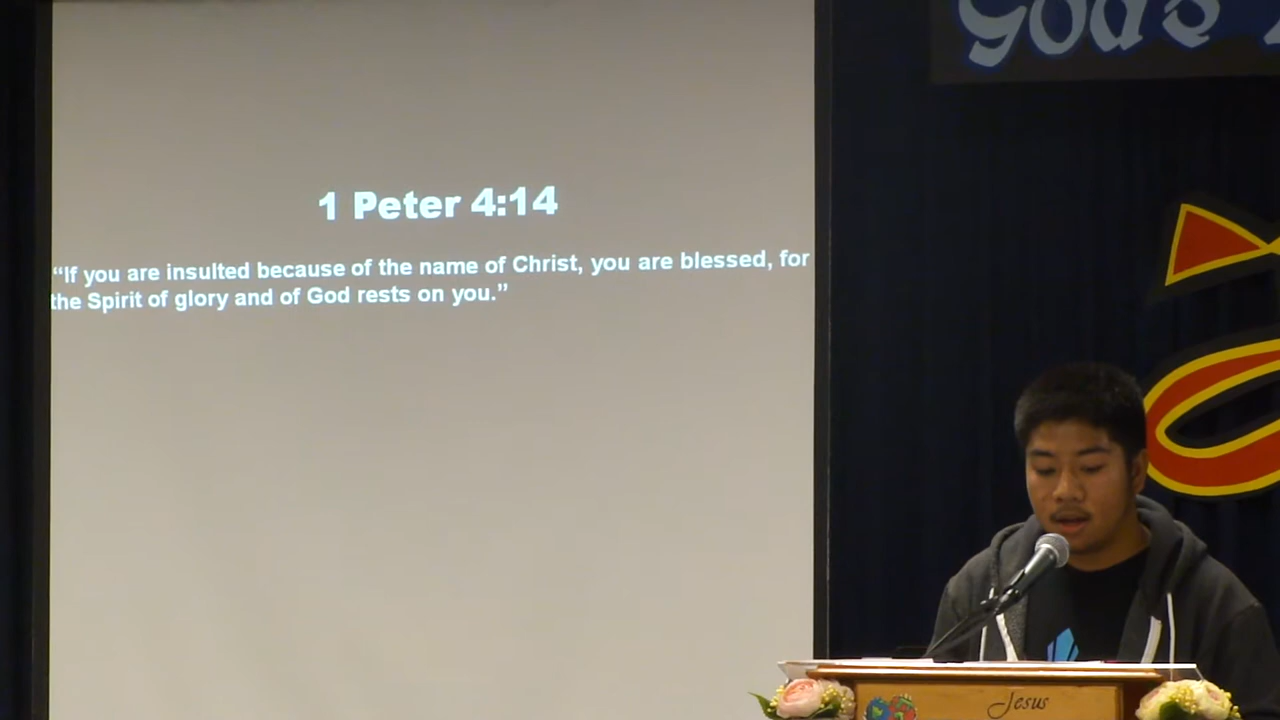 God's
1 Peter 4:14
“If you are insulted because of the name of Christ, you are blessed, for
the Spirit of glory and of God rests on you.”
Jesus